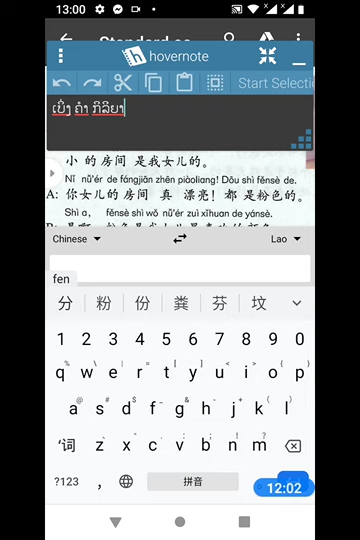 13:00
hovernote
Start Selecti
ເບິ່ງ ຄຳ ກິລິຍາ
小 的 房间 是 我 女儿 的。
Nǐ nǚ'ér de fángjiān zhēn piàoliang! Dōu shì fěnsè de.
A: 你 女儿 的 房间 真 漂亮! 都 是 粉色 的。
Shì a, fěnsè shì wǒ nǚ'ér zuì xǐhuan de yánsè.
Chinese
Lao
fen
分 粉 份 粪 芬 坟
1 2 3 4 5 6 7 8 9 0
q w e r t y u i o p
a s d f g h j k l
'词 z x c v b n m
?123 , 拼音
12:02